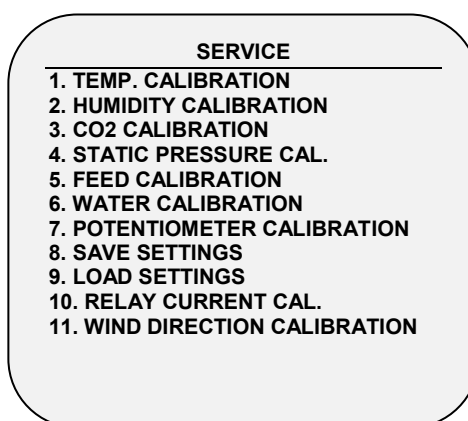 SERVICE
1. TEMP. CALIBRATION
2. HUMIDITY CALIBRATION
3. CO2 CALIBRATION
4. STATIC PRESSURE CAL.
5. FEED CALIBRATION
6. WATER CALIBRATION
7. POTENTIOMETER CALIBRATION
8. SAVE SETTINGS
9. LOAD SETTINGS
10. RELAY CURRENT CAL.
11. WIND DIRECTION CALIBRATION